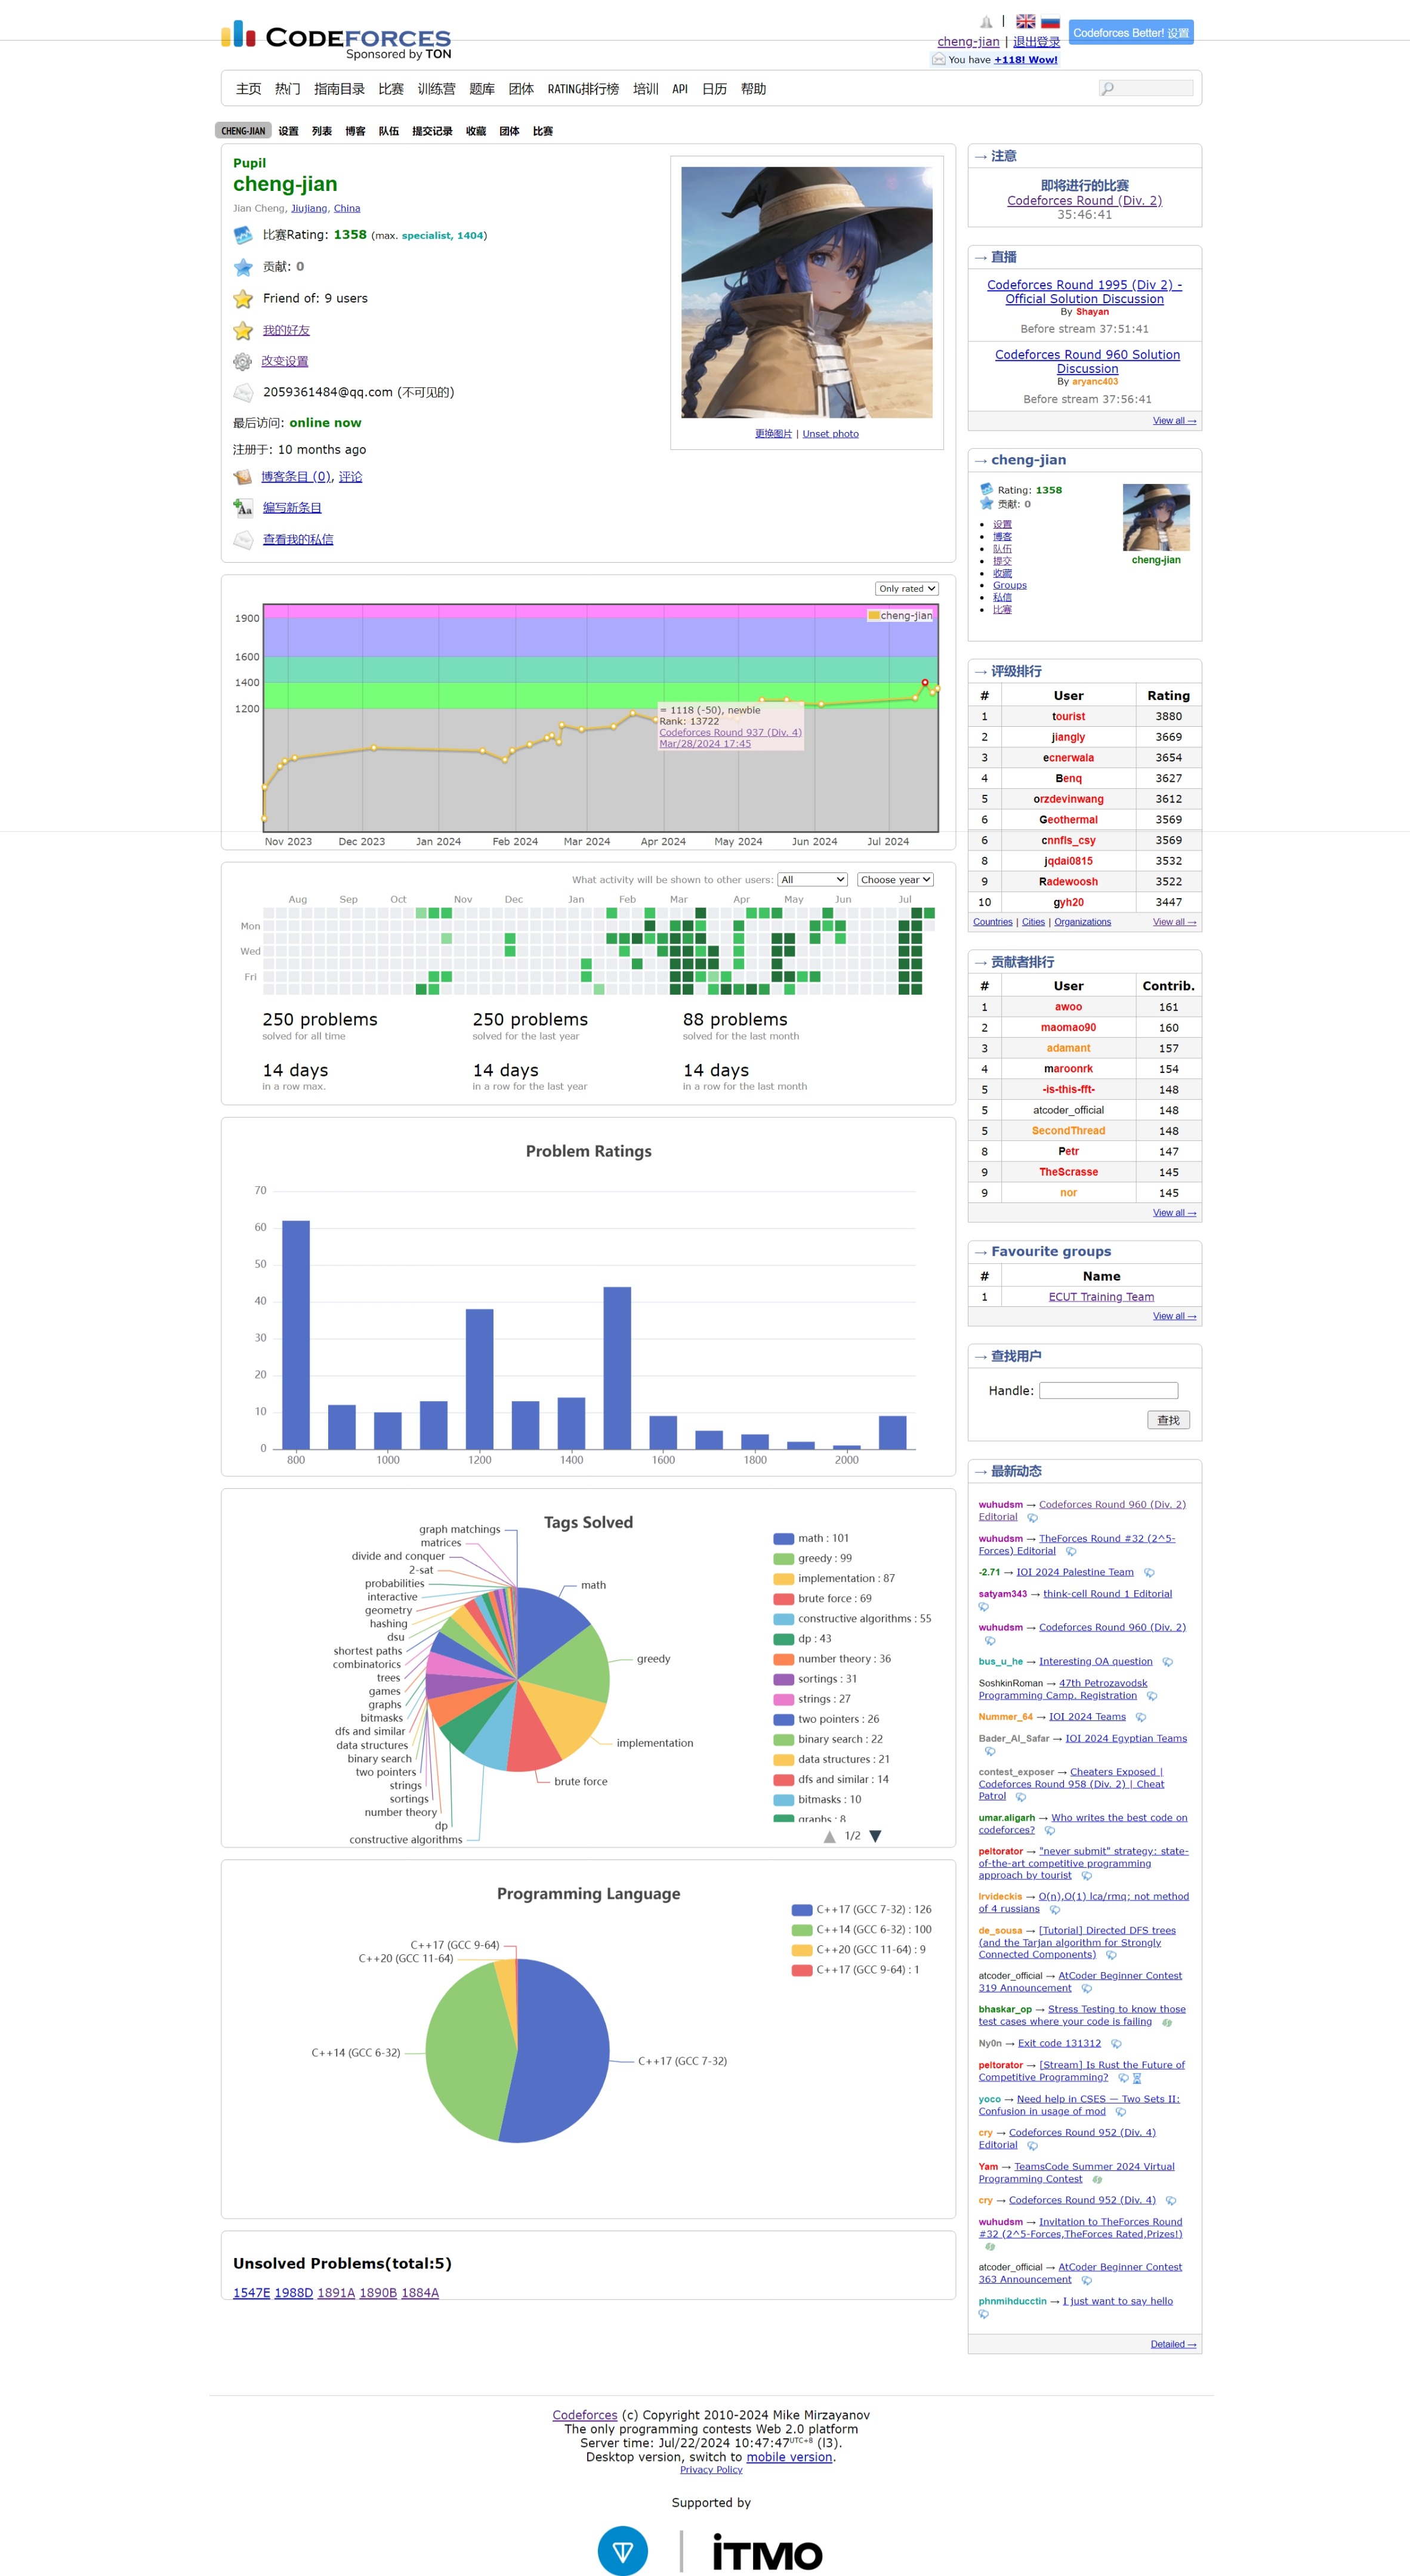 CODEFORCES
Sponsored by TON
|
cheng-jian | 退出登录
Codeforces Better! 设置
You have +118! Wow!
主页 热门 指南目录 比赛 训练营 题库 团体 RATING排行榜 培训 API 日历 帮助
CHENG-JIAN 设置 列表 博客 队伍 提交记录 收藏 团体 比赛
Pupil
cheng-jian
Jian Cheng, Jiujiang, China
比赛Rating: 1358 (max. specialist, 1404)
贡献: 0
Friend of: 9 users
我的好友
改变设置
2059361484@qq.com (不可见的)
最后访问: online now
注册于: 10 months ago
博客条目 (0), 评论
编写新条目
查看我的私信
更换图片 | Unset photo
Only rated
cheng-jian
1900
1600
1400
1200
= 1118 (-50), newbie
Rank: 13722
Codeforces Round 937 (Div. 4)
Mar/28/2024 17:45
Nov 2023 Dec 2023 Jan 2024 Feb 2024 Mar 2024 Apr 2024 May 2024 Jun 2024 Jul 2024
What activity will be shown to other users: All Choose year
Aug Sep Oct Nov Dec Jan Feb Mar Apr May Jun Jul
Mon
Wed
Fri
250 problems 250 problems 88 problems
solved for all time solved for the last year solved for the last month
14 days 14 days 14 days
in a row max. in a row for the last year in a row for the last month
Problem Ratings
70
60
50
40
30
20
10
0
800 1000 1200 1400 1600 1800 2000
Tags Solved
graph matchings
matrices
divide and conquer
2-sat
probabilities
interactive
geometry
hashing
dsu
shortest paths
combinatorics
trees
games
graphs
bitmasks
dfs and similar
data structures
binary search
two pointers
strings
sortings
number theory
dp
constructive algorithms
math
greedy
implementation
brute force
math : 101
greedy : 99
implementation : 87
brute force : 69
constructive algorithms : 55
dp : 43
number theory : 36
sortings : 31
strings : 27
two pointers : 26
binary search : 22
data structures : 21
dfs and similar : 14
bitmasks : 10
graphs : 8
1/2
Programming Language
C++17 (GCC 9-64)
C++20 (GCC 11-64)
C++14 (GCC 6-32)
C++17 (GCC 7-32)
C++17 (GCC 7-32) : 126
C++14 (GCC 6-32) : 100
C++20 (GCC 11-64) : 9
C++17 (GCC 9-64) : 1
Unsolved Problems(total:5)
1547E 1988D 1891A 1890B 1884A
→ 注意
即将进行的比赛
Codeforces Round (Div. 2)
35:46:41
→ 直播
Codeforces Round 1995 (Div 2) -
Official Solution Discussion
By Shayan
Before stream 37:51:41
Codeforces Round 960 Solution
Discussion
By aryanc403
Before stream 37:56:41
View all →
→ cheng-jian
Rating: 1358
贡献: 0
设置
博客
队伍
提交
收藏
Groups
私信
比赛
cheng-jian
→ 评级排行
# User Rating
1 tourist 3880
2 jiangly 3669
3 ecnerwala 3654
4 Benq 3627
5 orzdevinwang 3612
6 Geothermal 3569
6 cnnfls_csy 3569
8 jqdai0815 3532
9 Radewoosh 3522
10 gyh20 3447
Countries | Cities | Organizations View all →
→ 贡献者排行
# User Contrib.
1 awoo 161
2 maomao90 160
3 adamant 157
4 maroonrk 154
5 -is-this-fft- 148
5 atcoder_official 148
5 SecondThread 148
8 Petr 147
9 TheScrasse 145
9 nor 145
View all →
→ Favourite groups
# Name
1 ECUT Training Team
View all →
→ 查找用户
Handle:
查找
→ 最新动态
wuhudsm → Codeforces Round 960 (Div. 2)
Editorial
wuhudsm → TheForces Round #32 (2^5-
Forces) Editorial
-2.71 → IOI 2024 Palestine Team
satyam343 → think-cell Round 1 Editorial
wuhudsm → Codeforces Round 960 (Div. 2)
bus_u_he → Interesting OA question
SoshkinRoman → 47th Petrozavodsk
Programming Camp. Registration
Nummer_64 → IOI 2024 Teams
Bader_Al_Safar → IOI 2024 Egyptian Teams
contest_exposer → Cheaters Exposed |
Codeforces Round 958 (Div. 2) | Cheat
Patrol
umar.aligarh → Who writes the best code on
codeforces?
peltorator → "never submit" strategy: state-
of-the-art competitive programming
approach by tourist
lrvideckis → O(n),O(1) lca/rmq; not method
of 4 russians
de_sousa → [Tutorial] Directed DFS trees
(and the Tarjan algorithm for Strongly
Connected Components)
atcoder_official → AtCoder Beginner Contest
319 Announcement
bhaskar_op → Stress Testing to know those
test cases where your code is failing
Ny0n → Exit code 131312
peltorator → [Stream] Is Rust the Future of
Competitive Programming?
yoco → Need help in CSES — Two Sets II:
Confusion in usage of mod
cry → Codeforces Round 952 (Div. 4)
Editorial
Yam → TeamsCode Summer 2024 Virtual
Programming Contest
cry → Codeforces Round 952 (Div. 4)
wuhudsm → Invitation to TheForces Round
#32 (2^5-Forces,TheForces Rated,Prizes!)
atcoder_official → AtCoder Beginner Contest
363 Announcement
phnmihducctin → I just want to say hello
Detailed →
Codeforces (c) Copyright 2010-2024 Mike Mirzayanov
The only programming contests Web 2.0 platform
Server time: Jul/22/2024 10:47:47UTC+8 (l3).
Desktop version, switch to mobile version.
Privacy Policy
Supported by
iTMO